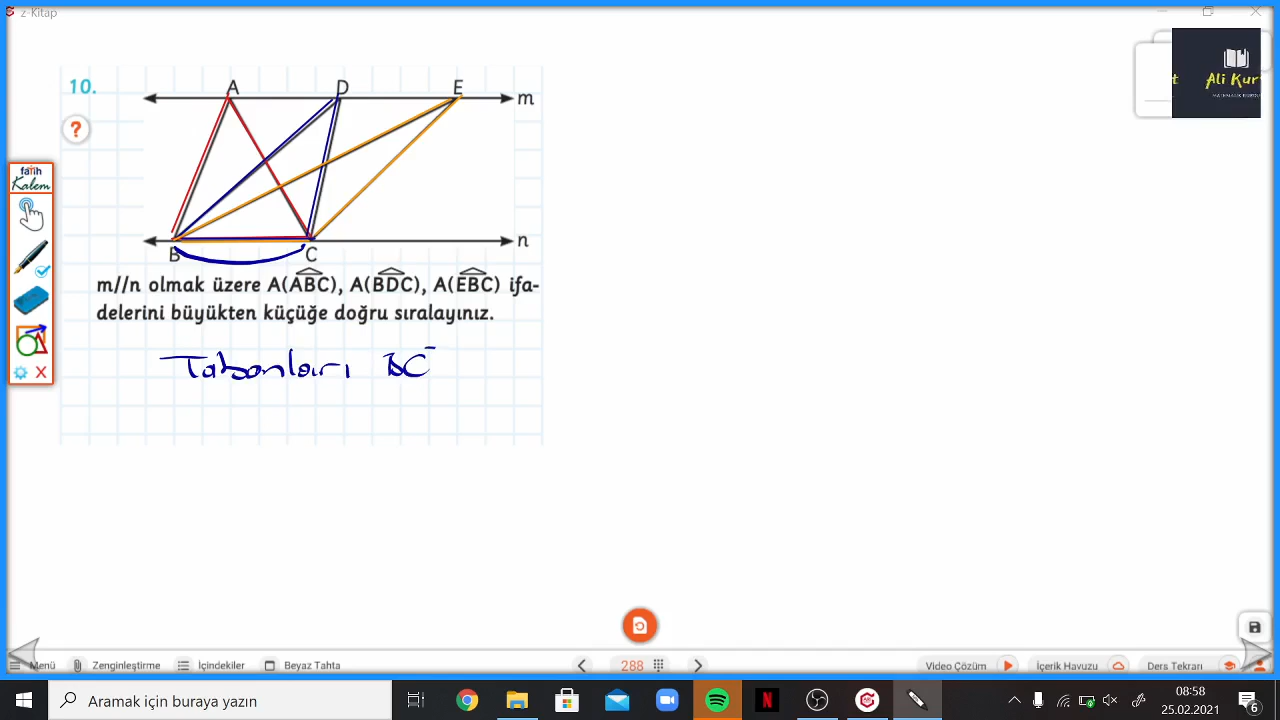 z-Kitap
Ali Kur
10.
A
D
E
m
B
C
n
m//n olmak üzere A(ABC), A(BDC), A(EBC) ifa-
delerini büyükten küçüğe doğru sıralayınız.
Tabanları BC
fatih
Kalem
Menü
Zenginleştirme
İçindekiler
Beyaz Tahta
288
Video Çözüm
İçerik Havuzu
Ders Tekrarı
Aramak için buraya yazın
08:58
25.02.2021
6